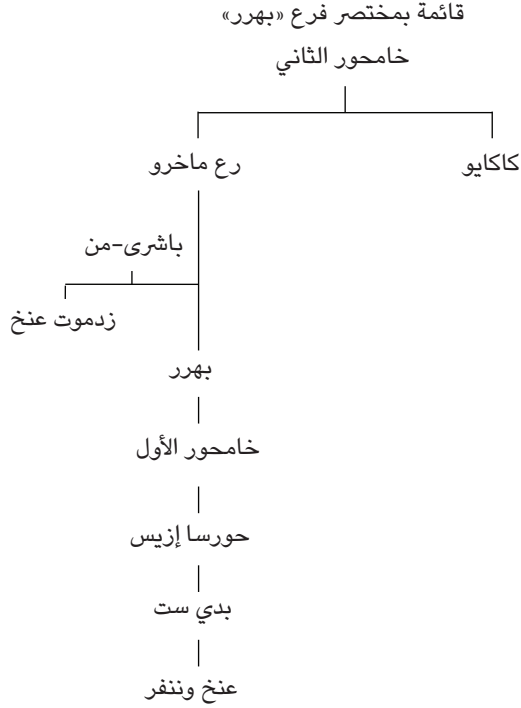 قائمة بمختصر فرع «بهرر»
خامحور الثاني
رع ماخرو
كاكايو
باشرى-من
زدموت عنخ
بهرر
خامحور الأول
حورسا إزيس
بدي ست
عنخ وننفر